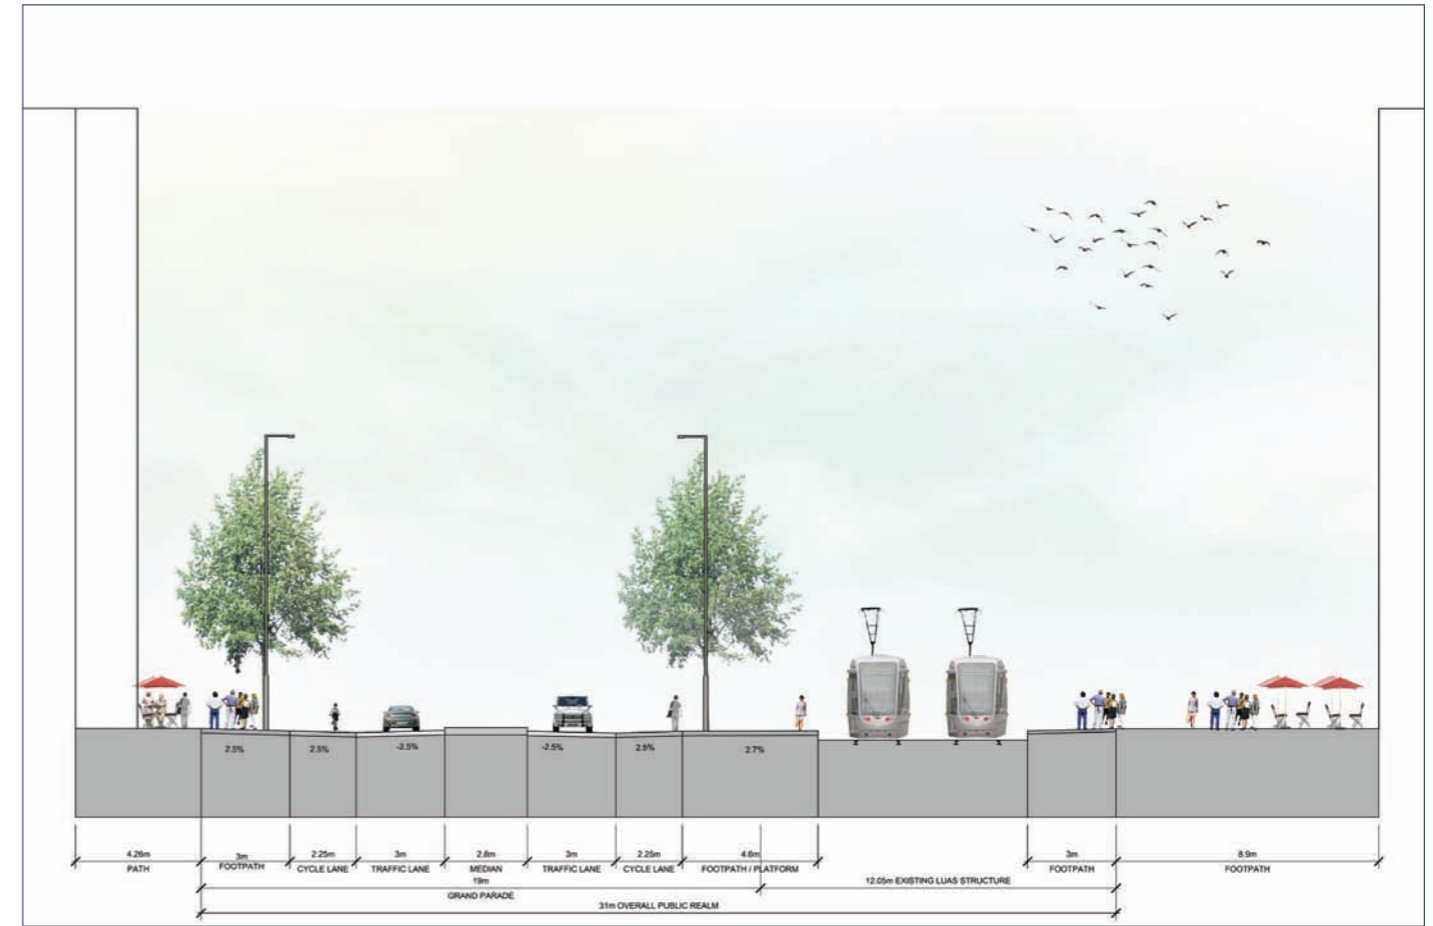 2.5%
2.5%
-2.5%
-2.5%
2.5%
2.7%
4.26m
PATH
3m
FOOTPATH
2.25m
CYCLE LANE
3m
TRAFFIC LANE
2.8m
MEDIAN
3m
TRAFFIC LANE
2.25m
CYCLE LANE
4.6m
FOOTPATH / PLATFORM
3m
FOOTPATH
8.9m
FOOTPATH
19m
GRAND PARADE
12.05m EXISTING LUAS STRUCTURE
31m OVERALL PUBLIC REALM